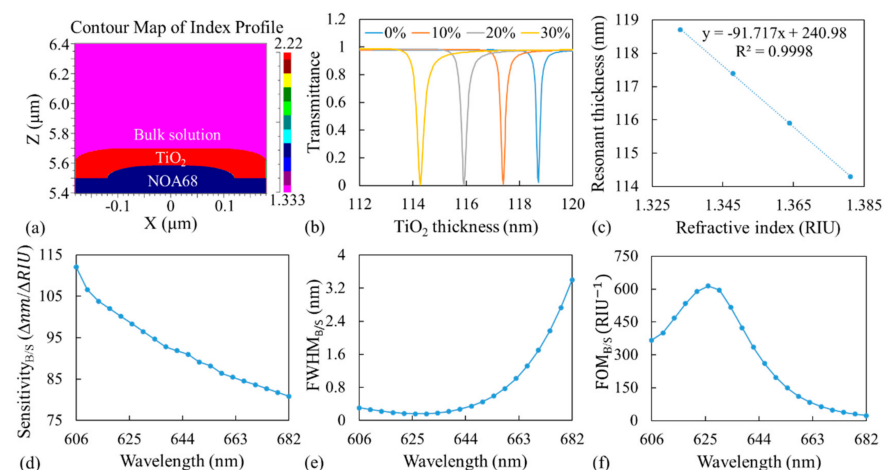 Contour Map of Index Profile
2.22
6.4
6.2
6.0
5.8
5.6
5.4
Z (μm)
Bulk solution
TiO₂
NOA68
-0.1
0
0.1
1.333
X (μm)
(a)
0%
10%
20%
30%
1.2
1
0.8
0.6
0.4
0.2
0
Transmittance
112
114
116
118
120
TiO₂ thickness (nm)
(b)
y = -91.717x + 240.98
R² = 0.9998
119
118
117
116
115
114
Resonant thickness (nm)
1.325
1.345
1.365
1.385
Refractive index (RIU)
(c)
115
105
95
85
75
Sensitivity_B/S (Δnm/ΔRIU)
606
625
644
663
682
Wavelength (nm)
(d)
4
3.2
2.4
1.6
0.8
0
FWHM_B/S (nm)
606
625
644
663
682
Wavelength (nm)
(e)
750
600
450
300
150
0
FOM_B/S (RIU⁻¹)
606
625
644
663
682
Wavelength (nm)
(f)